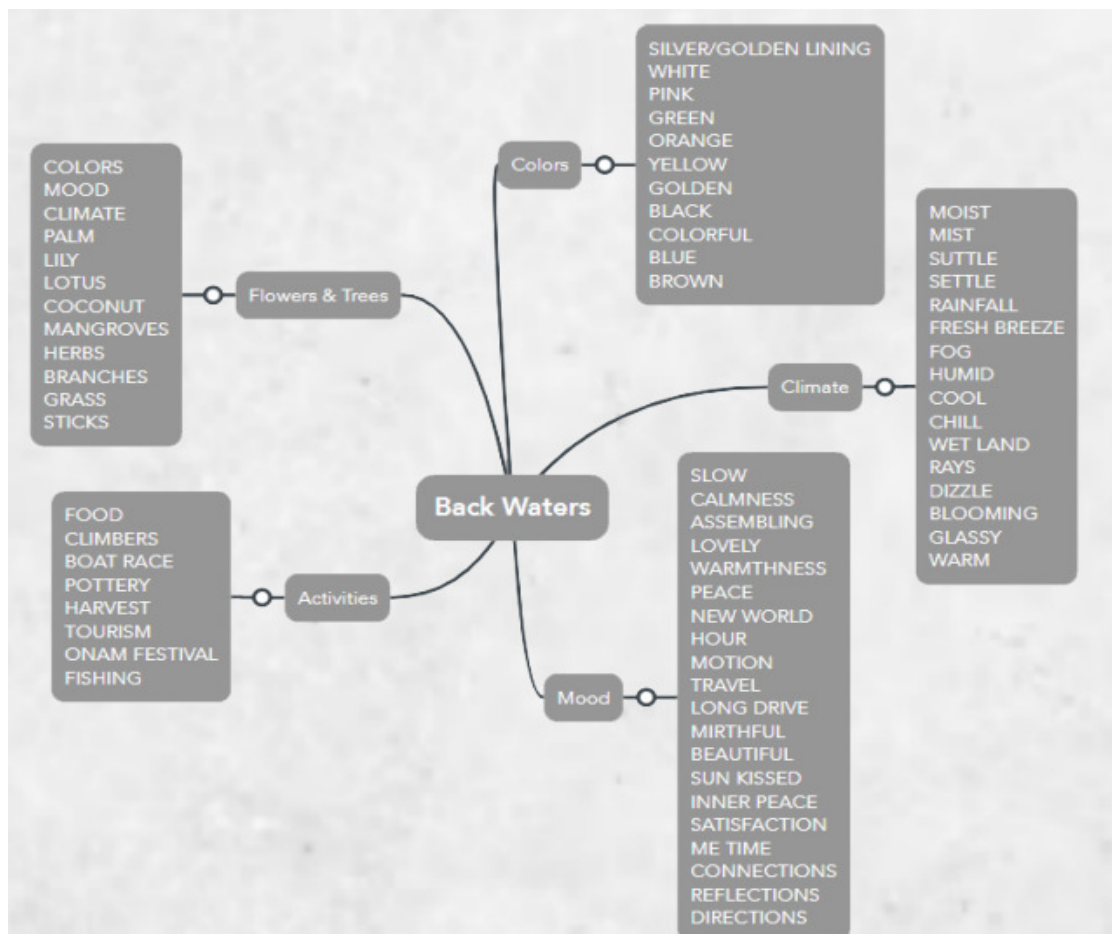 Back Waters
Colors
SILVER/GOLDEN LINING
WHITE
PINK
GREEN
ORANGE
YELLOW
GOLDEN
BLACK
COLORFUL
BLUE
BROWN
Climate
MOIST
MIST
SUTTLE
SETTLE
RAINFALL
FRESH BREEZE
FOG
HUMID
COOL
CHILL
WET LAND
RAYS
DIZZLE
BLOOMING
GLASSY
WARM
Mood
SLOW
CALMNESS
ASSEMBLING
LOVELY
WARMTHNESS
PEACE
NEW WORLD
HOUR
MOTION
TRAVEL
LONG DRIVE
MIRTHFUL
BEAUTIFUL
SUN KISSED
INNER PEACE
SATISFACTION
ME TIME
CONNECTIONS
REFLECTIONS
DIRECTIONS
Flowers & Trees
COLORS
MOOD
CLIMATE
PALM
LILY
LOTUS
COCONUT
MANGROVES
HERBS
BRANCHES
GRASS
STICKS
Activities
FOOD
CLIMBERS
BOAT RACE
POTTERY
HARVEST
TOURISM
ONAM FESTIVAL
FISHING